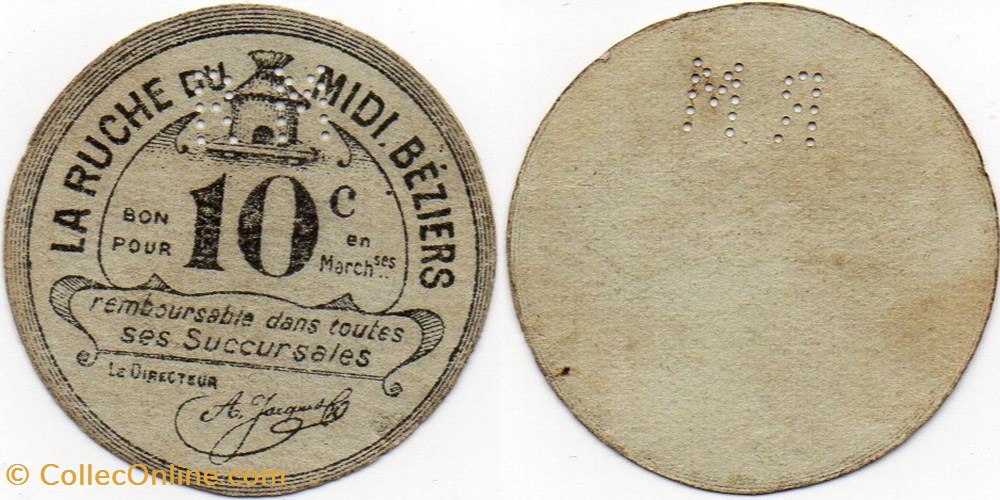 LA RUCHE DU MIDI. BÉZIERS
BON
POUR
10 c
en
March^ses
remboursable dans toutes
ses Succursales
LE DIRECTEUR
A. Jacques
M R
© CollecOnline.com